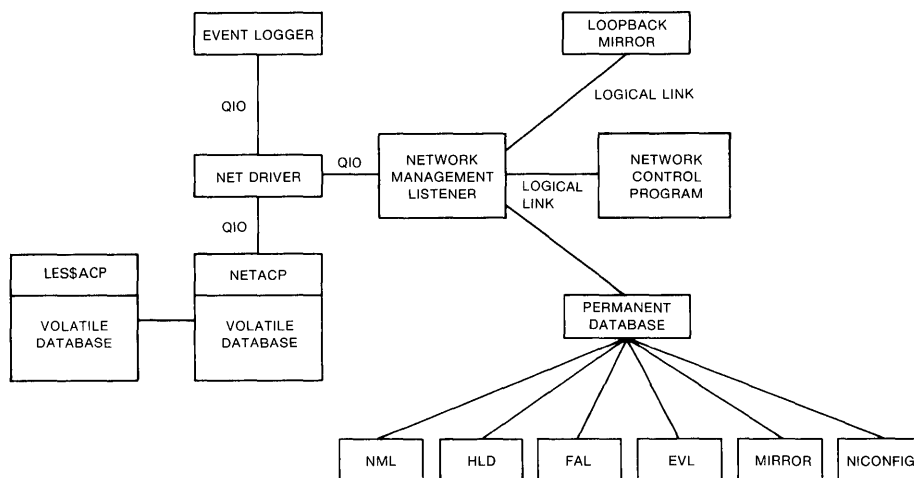 EVENT LOGGER
LOOPBACK
MIRROR
QIO
LOGICAL LINK
NET DRIVER
QIO
NETWORK
MANAGEMENT
LISTENER
LOGICAL
LINK
NETWORK
CONTROL
PROGRAM
QIO
LES$ACP
VOLATILE
DATABASE
NETACP
VOLATILE
DATABASE
PERMANENT
DATABASE
NML
HLD
FAL
EVL
MIRROR
NICONFIG